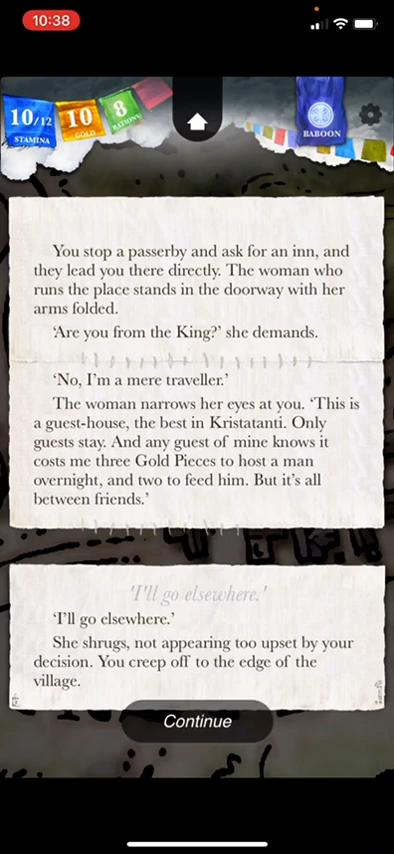 10:38
10/12
STAMINA
10
GOLD
8
RATIONS
BABOON
You stop a passerby and ask for an inn, and
they lead you there directly. The woman who
runs the place stands in the doorway with her
arms folded.
‘Are you from the King?’ she demands.
‘No, I’m a mere traveller.’
The woman narrows her eyes at you. ‘This is
a guest-house, the best in Kristatanti. Only
guests stay. And any guest of mine knows it
costs me three Gold Pieces to host a man
overnight, and two to feed him. But it’s all
between friends.’
'I'll go elsewhere.'
‘I’ll go elsewhere.’
She shrugs, not appearing too upset by your
decision. You creep off to the edge of the
village.
Continue